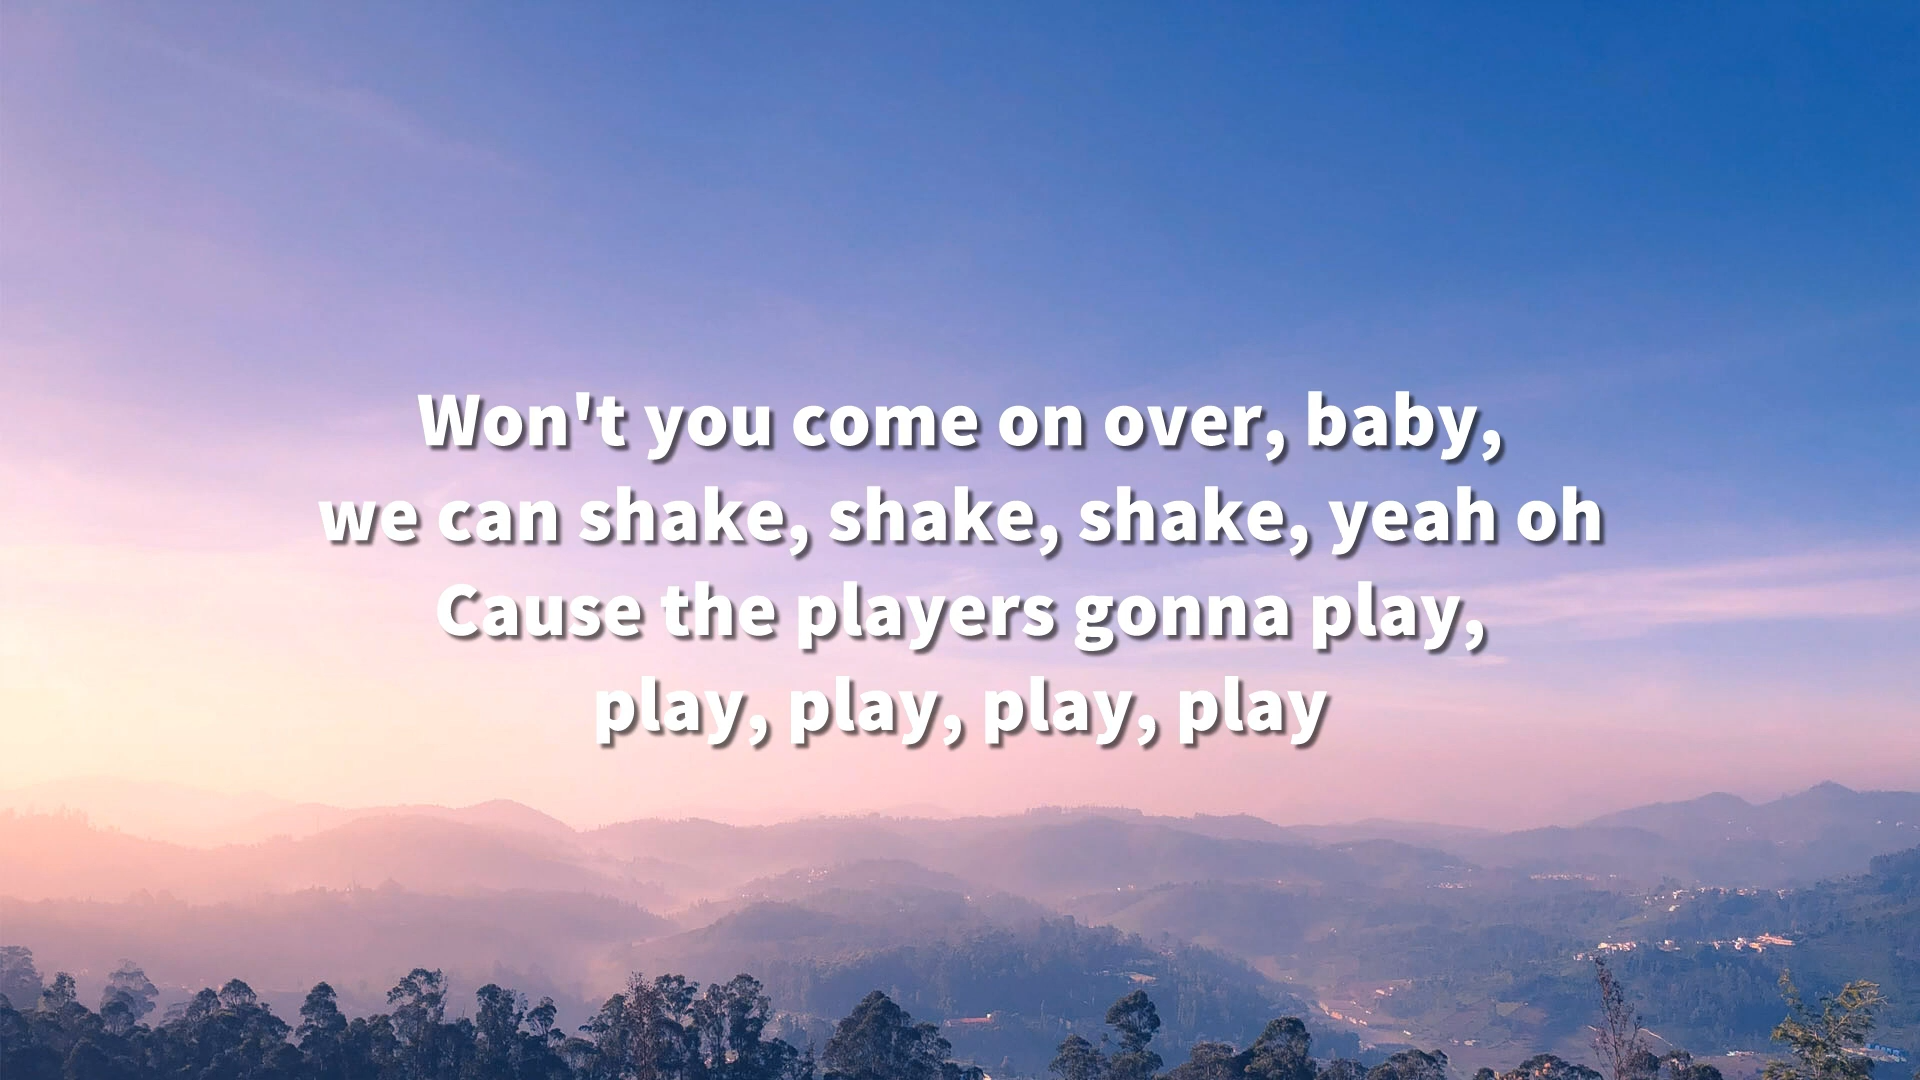 Won't you come on over, baby,
we can shake, shake, shake, yeah oh
Cause the players gonna play,
play, play, play, play